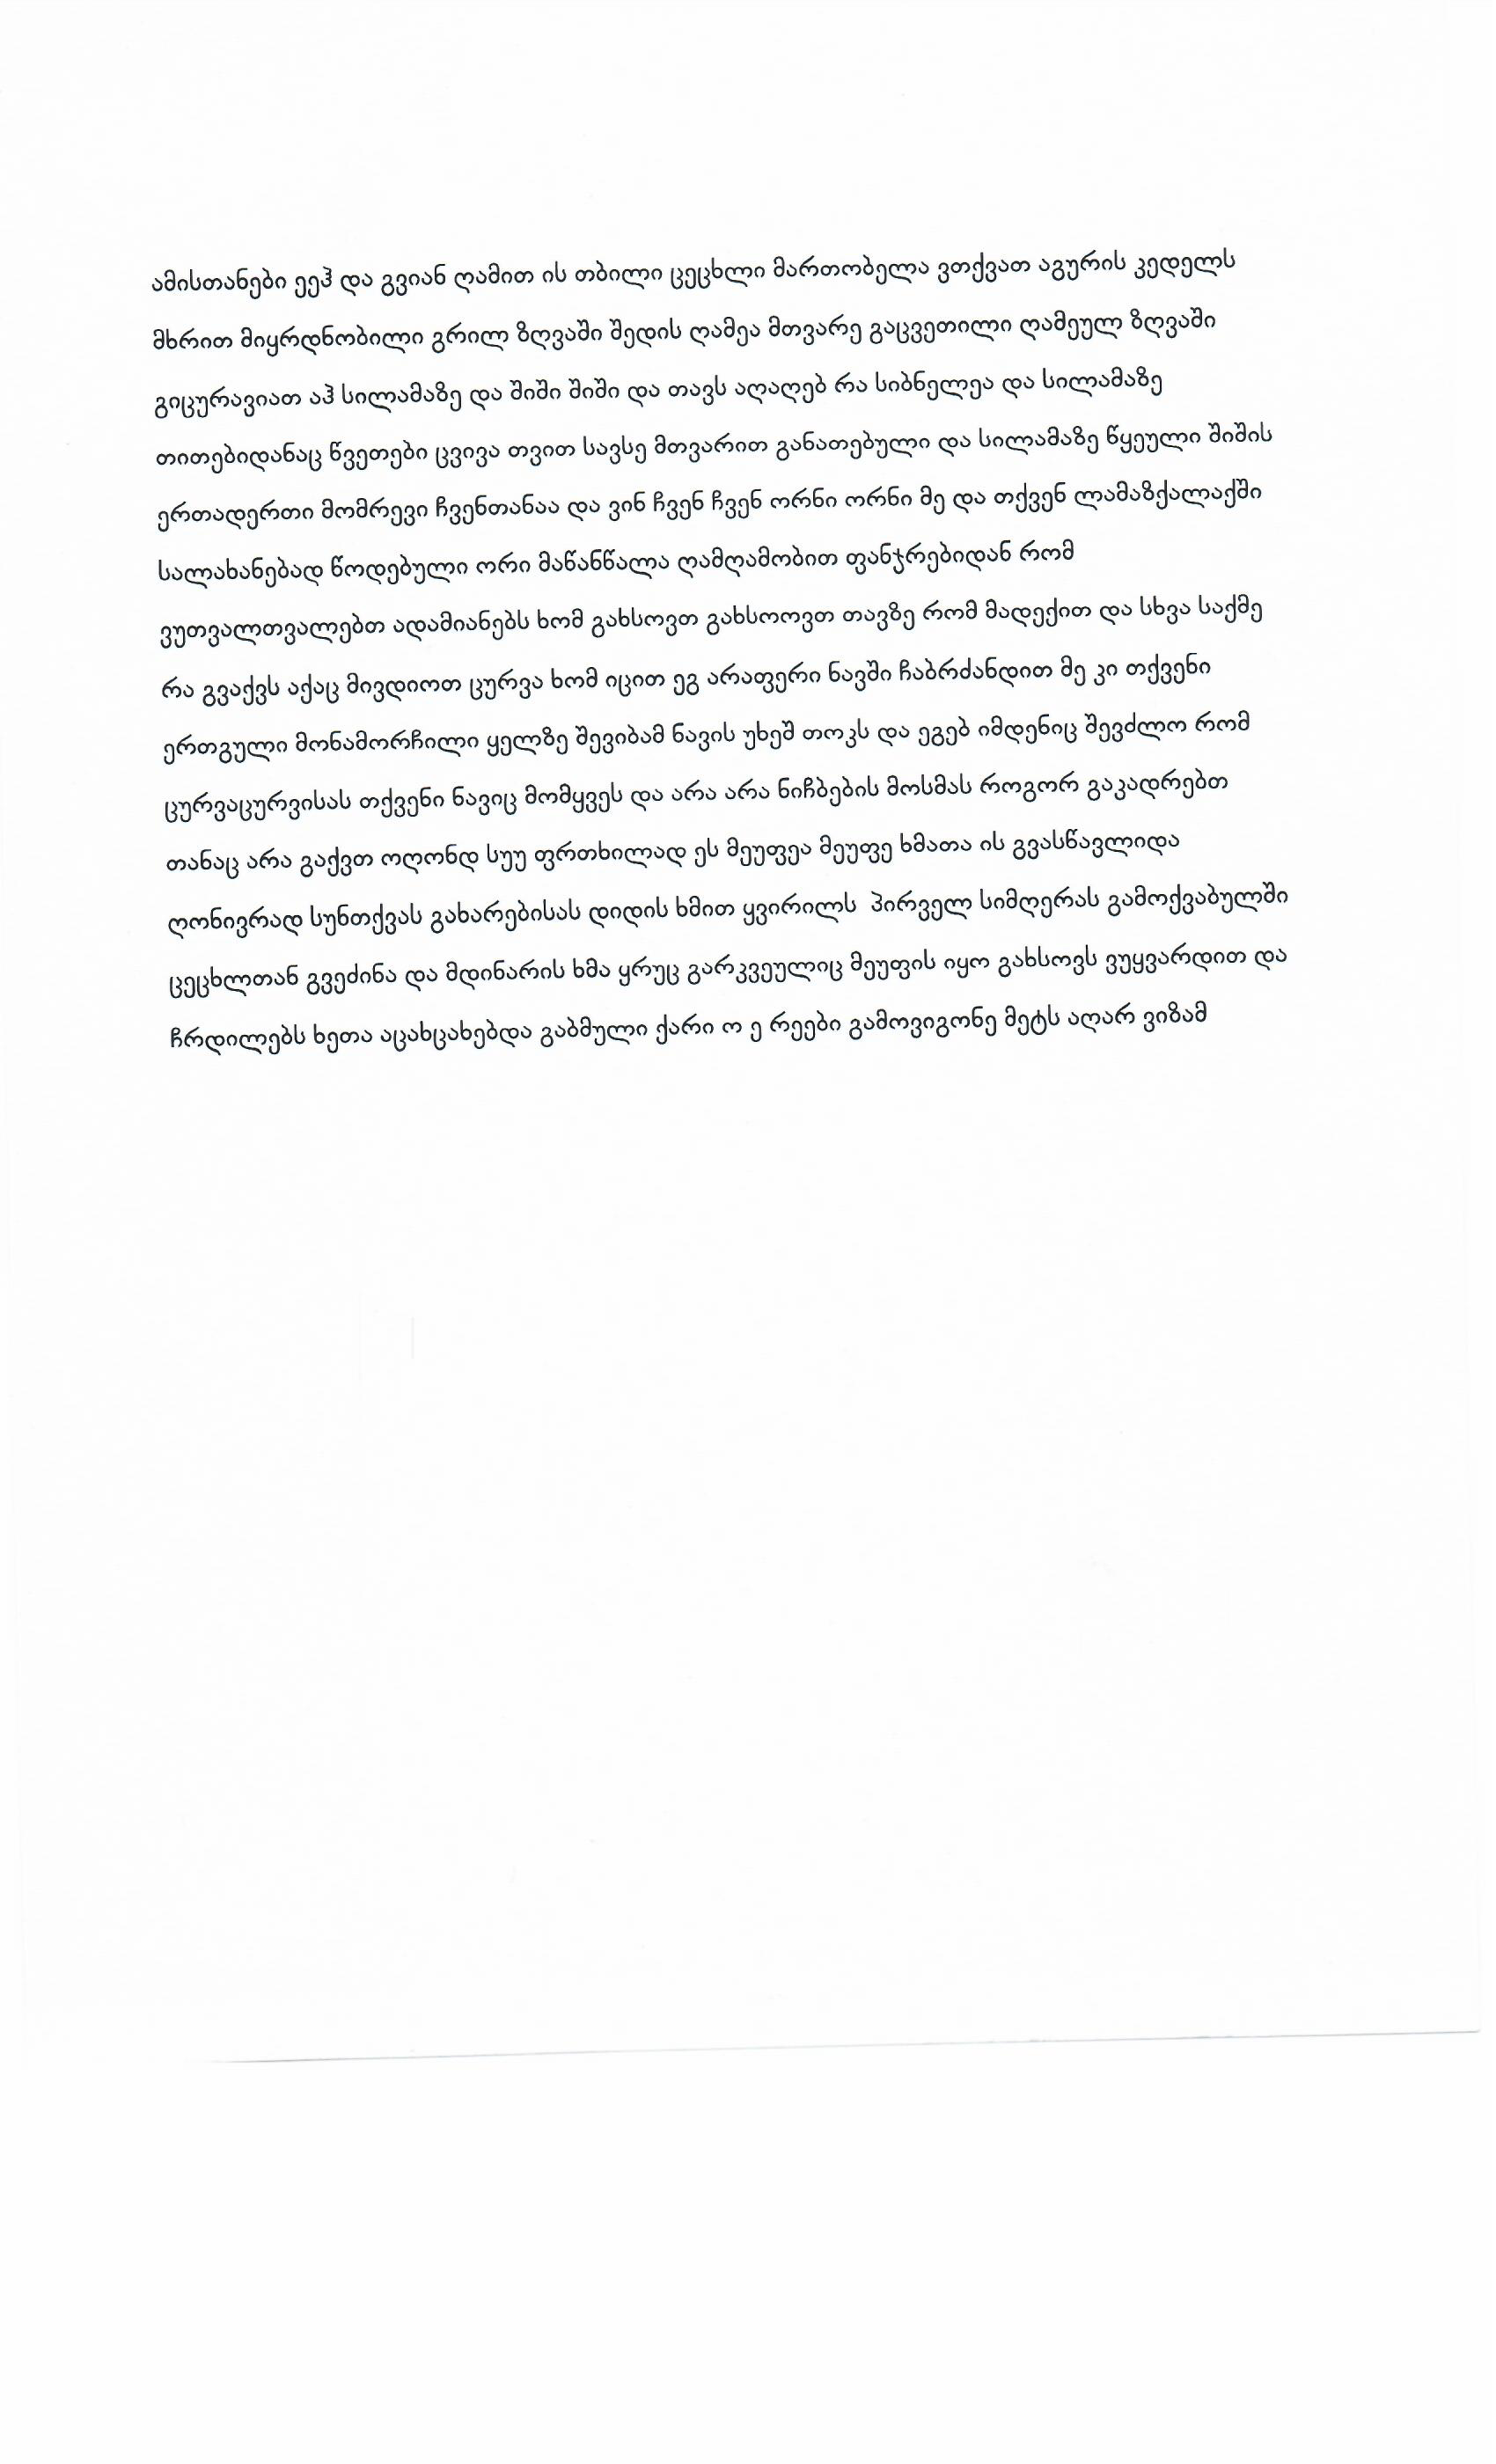 ამისთანები ეეჰ და გვიან ღამით ის თბილი ცეცხლი მართობელა ვთქვათ აგურის კედელს
მხრით მიყრდნობილი გრილ ზღვაში შედის ღამეა მთვარე გაცვეთილი ღამეულ ზღვაში
გიცურავიათ აჰ სილამაზე და შიში შიში და თავს აღაღებ რა სიბნელეა და სილამაზე
თითებიდანაც წვეთები ცვივა თვით სავსე მთვარით განათებული და სილამაზე წყეული შიშის
ერთადერთი მომრევი ჩვენთანაა და ვინ ჩვენ ჩვენ ორნი ორნი მე და თქვენ ლამაზქალაქში
სალახანებად წოდებული ორი მაწანწალა ღამღამობით ფანჯრებიდან რომ
ვუთვალთვალებთ ადამიანებს ხომ გახსოვთ გახსოოვთ თავზე რომ მადექით და სხვა საქმე
რა გვაქვს აქაც მივდიოთ ცურვა ხომ იცით ეგ არაფერი ნავში ჩაბრძანდით მე კი თქვენი
ერთგული მონამორჩილი ყელზე შევიბამ ნავის უხეშ თოკს და ეგებ იმდენიც შევძლო რომ
ცურვაცურვისას თქვენი ნავიც მომყვეს და არა არა ნიჩბების მოსმას როგორ გაკადრებთ
თანაც არა გაქვთ ოღონდ სუუ ფრთხილად ეს მეუფეა მეუფე ხმათა ის გვასწავლიდა
ღონივრად სუნთქვას გახარებისას დიდის ხმით ყვირილს  პირველ სიმღერას გამოქვაბულში
ცეცხლთან გვეძინა და მდინარის ხმა ყრუც გარკვეულიც მეუფის იყო გახსოვს ვუყვარდით და
ჩრდილებს ხეთა აცახცახებდა გაბმული ქარი ო ე რეები გამოვიგონე მეტს აღარ ვიზამ